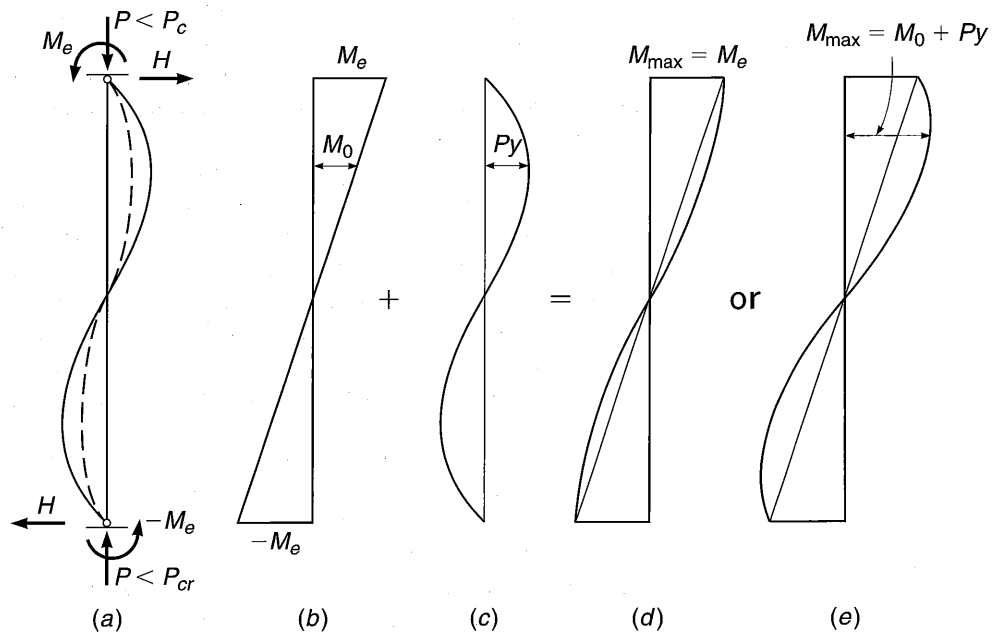 P < P_c
M_e
H
M_e
M_0
Py
M_max = M_e
M_max = M_0 + Py
+
=
or
H
−M_e
P < P_cr
−M_e
(a)
(b)
(c)
(d)
(e)